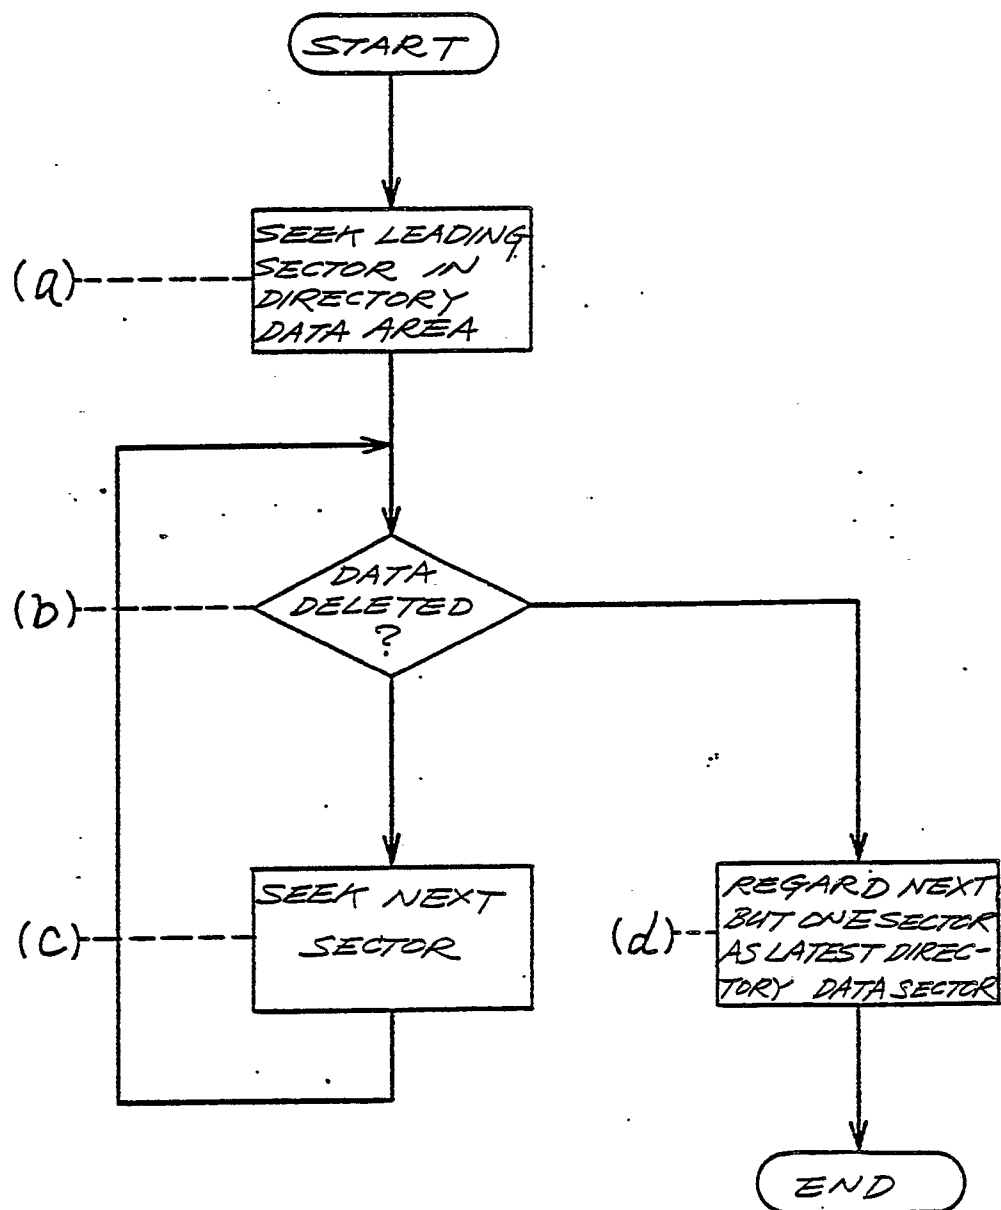 START
(a)
SEEK LEADING
SECTOR IN
DIRECTORY
DATA AREA
(b)
DATA
DELETED
?
(c)
SEEK NEXT
SECTOR
(d)
REGARD NEXT
BUT ONE SECTOR
AS LATEST DIREC-
TORY DATA SECTOR
END